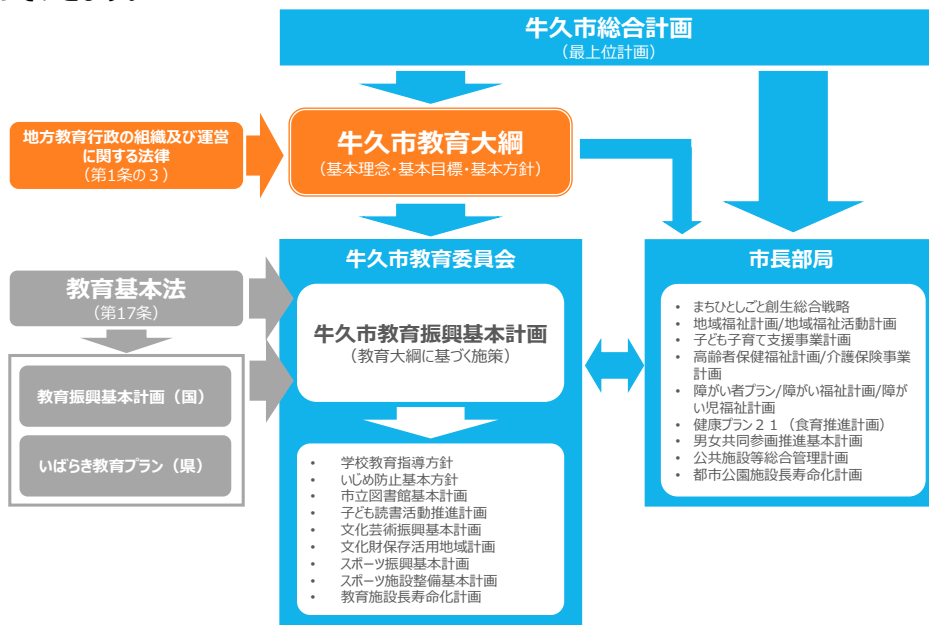 牛久市総合計画
（最上位計画）
地方教育行政の組織及び運営
に関する法律
（第1条の３）
牛久市教育大綱
（基本理念・基本目標・基本方針）
教育基本法
（第17条）
教育振興基本計画（国）
いばらき教育プラン（県）
牛久市教育委員会
牛久市教育振興基本計画
（教育大綱に基づく施策）
• 学校教育指導方針
• いじめ防止基本方針
• 市立図書館基本計画
• 子ども読書活動推進計画
• 文化芸術振興基本計画
• 文化財保存活用地域計画
• スポーツ振興基本計画
• スポーツ施設整備基本計画
• 教育施設長寿命化計画
市長部局
• まちひとしごと創生総合戦略
• 地域福祉計画/地域福祉活動計画
• 子ども子育て支援事業計画
• 高齢者保健福祉計画/介護保険事業
計画
• 障がい者プラン/障がい福祉計画/障が
い児福祉計画
• 健康プラン２１（食育推進計画）
• 男女共同参画推進基本計画
• 公共施設等総合管理計画
• 都市公園施設長寿命化計画